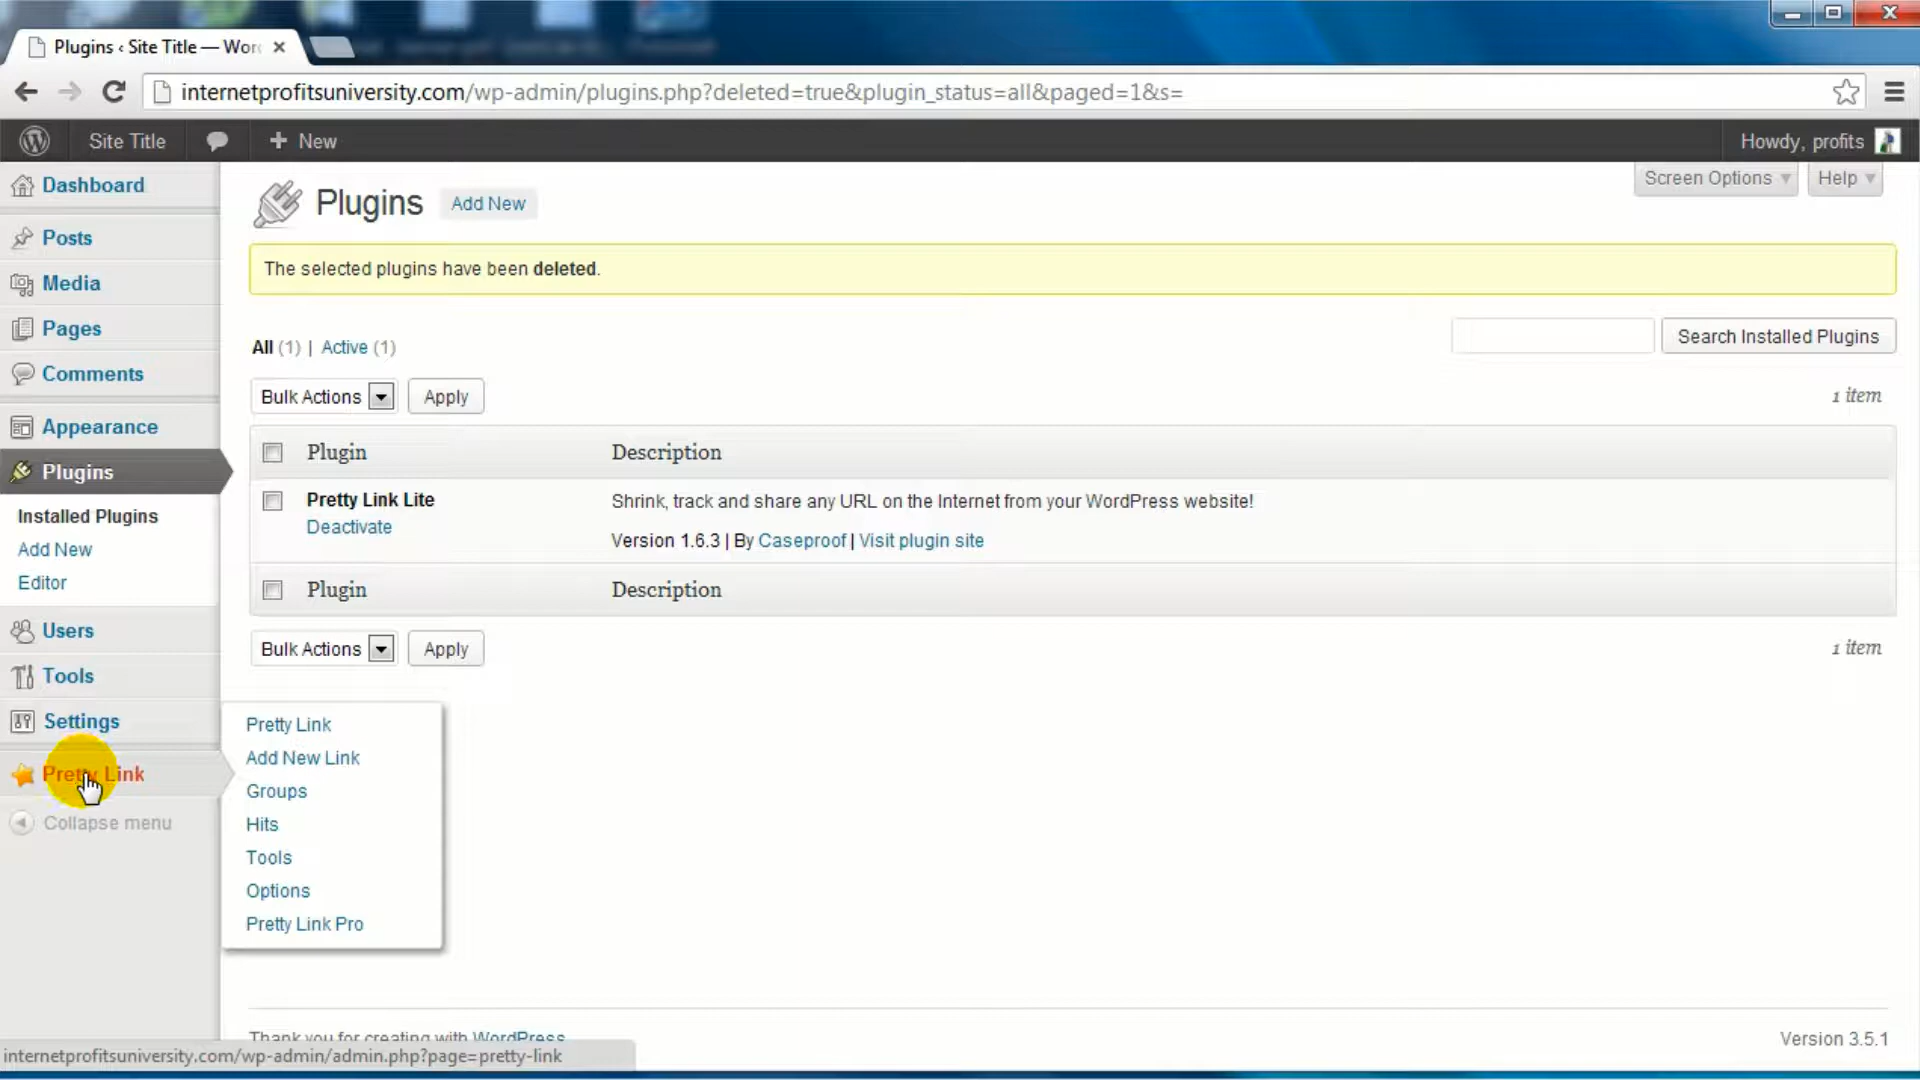 Plugins ‹ Site Title — Wor
internetprofitsuniversity.com/wp-admin/plugins.php?deleted=true&plugin_status=all&paged=1&s=
Site Title
+ New
Howdy, profits
Dashboard
Posts
Media
Pages
Comments
Appearance
Plugins
Installed Plugins
Add New
Editor
Users
Tools
Settings
Pretty Link
Collapse menu
Pretty Link
Add New Link
Groups
Hits
Tools
Options
Pretty Link Pro
Screen Options
Help
Plugins Add New
The selected plugins have been deleted.
All (1) | Active (1)
Search Installed Plugins
Bulk Actions Apply
1 item
Plugin Description
Pretty Link Lite Shrink, track and share any URL on the Internet from your WordPress website!
Deactivate
Version 1.6.3 | By Caseproof | Visit plugin site
Plugin Description
Bulk Actions Apply
1 item
Thank you for creating with WordPress
Version 3.5.1
internetprofitsuniversity.com/wp-admin/admin.php?page=pretty-link